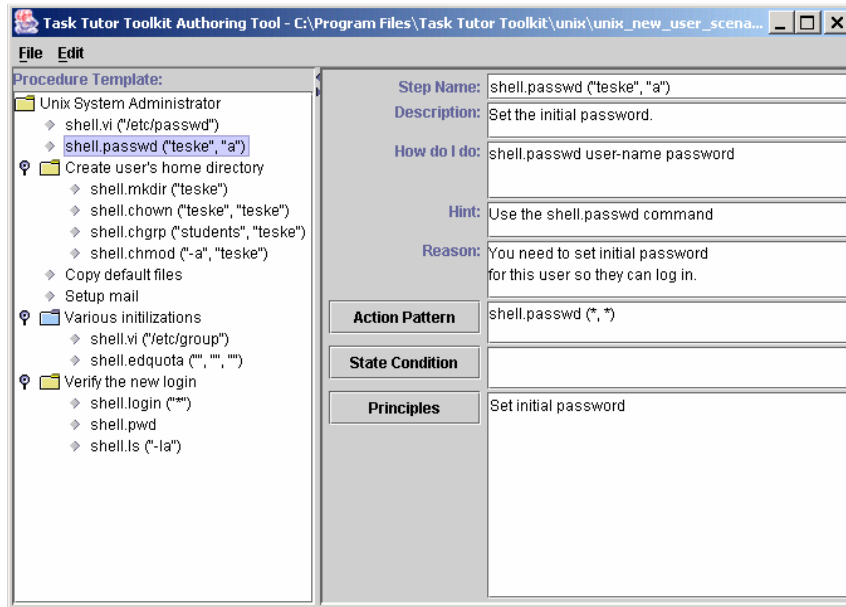 Task Tutor Toolkit Authoring Tool - C:\Program Files\Task Tutor Toolkit\unix\unix_new_user_scena...
File Edit
Procedure Template:
Unix System Administrator
shell.vi ("/etc/passwd")
shell.passwd ("teske", "a")
Create user's home directory
shell.mkdir ("teske")
shell.chown ("teske", "teske")
shell.chgrp ("students", "teske")
shell.chmod ("-a", "teske")
Copy default files
Setup mail
Various initilizations
shell.vi ("/etc/group")
shell.edquota ("", "", "")
Verify the new login
shell.login ("*")
shell.pwd
shell.ls ("-la")
Step Name: shell.passwd ("teske", "a")
Description: Set the initial password.
How do I do: shell.passwd user-name password
Hint: Use the shell.passwd command
Reason: You need to set initial password
for this user so they can log in.
Action Pattern shell.passwd (*, *)
State Condition
Principles Set initial password